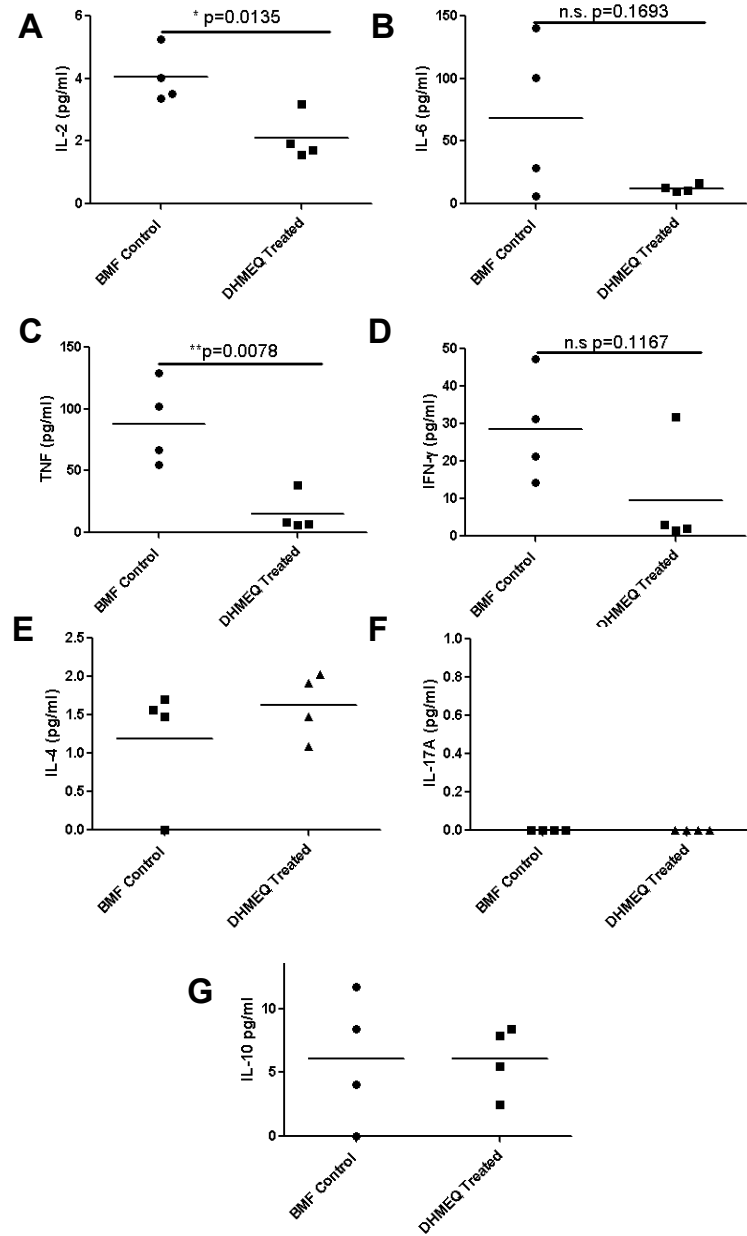 A
* p=0.0135
6
4
2
0
IL-2 (pg/ml)
BMF Control
DHMEQ Treated
B
n.s. p=0.1693
150
100
50
0
IL-6 (pg/ml)
BMF Control
DHMEQ Treated
C
**p=0.0078
150
100
50
0
TNF (pg/ml)
BMF Control
DHMEQ Treated
D
n.s p=0.1167
50
40
30
20
10
0
IFN-γ (pg/ml)
BMF Control
DHMEQ Treated
E
2.5
2.0
1.5
1.0
0.5
0.0
IL-4 (pg/ml)
BMF Control
DHMEQ Treated
F
1.0
0.8
0.6
0.4
0.2
0.0
IL-17A (pg/ml)
BMF Control
DHMEQ Treated
G
10
5
0
IL-10 pg/ml)
BMF Control
DHMEQ Treated